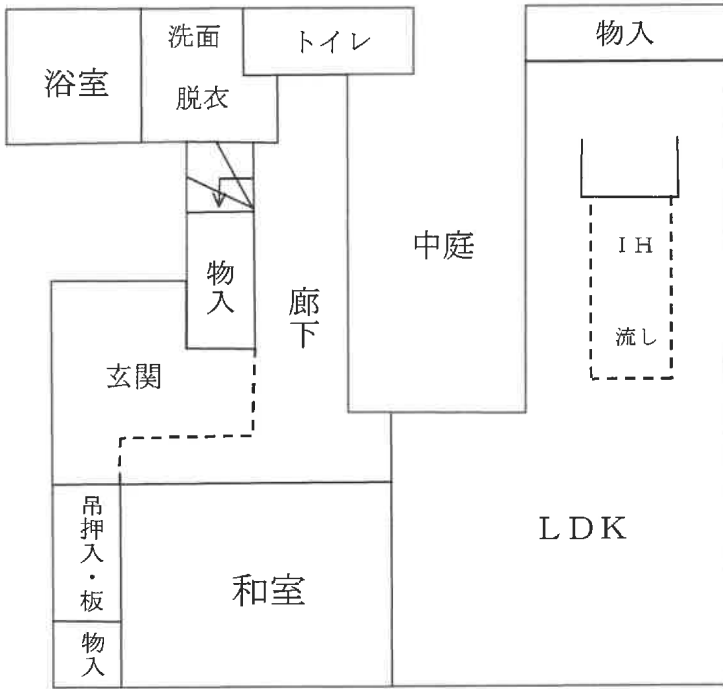 浴室
洗面
脱衣
トイレ
物入
中庭
IH
流し
物入
廊下
玄関
LDK
吊押入・板
和室
物入